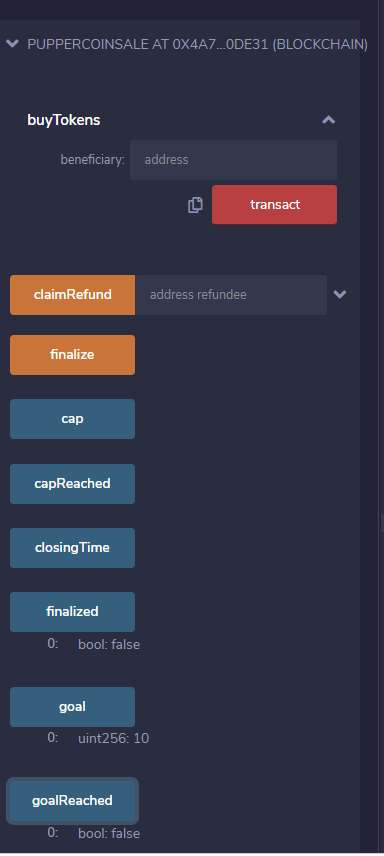 PUPPERCOINSALE AT 0X4A7...0DE31 (BLOCKCHAIN)
buyTokens
beneficiary: address
transact
claimRefund address refundee
finalize
cap
capReached
closingTime
finalized
0: bool: false
goal
0: uint256: 10
goalReached
0: bool: false